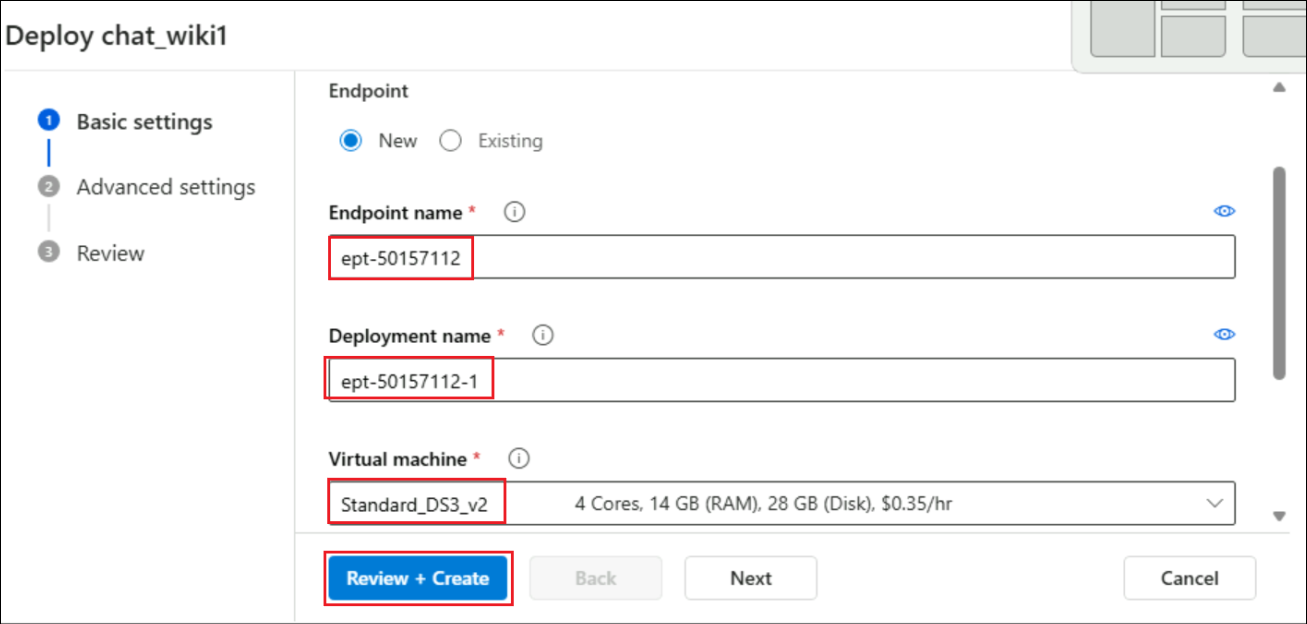 Deploy chat_wiki1
1 Basic settings
2 Advanced settings
3 Review
Endpoint
New Existing
Endpoint name *
ept-50157112
Deployment name *
ept-50157112-1
Virtual machine *
Standard_DS3_v2 4 Cores, 14 GB (RAM), 28 GB (Disk), $0.35/hr
Review + Create Back Next Cancel